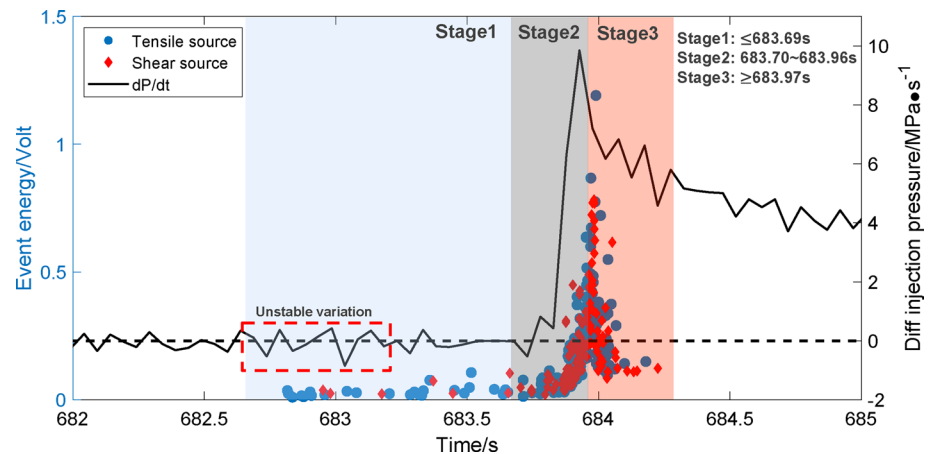 1.5
1
0.5
0
Event energy/Volt
Tensile source
Shear source
dP/dt
Stage1
Stage2
Stage3
Stage1: ≤683.69s
Stage2: 683.70~683.96s
Stage3: ≥683.97s
Unstable variation
10
8
6
4
2
0
-2
Diff injection pressure/MPa●s⁻¹
682
682.5
683
683.5
684
684.5
685
Time/s